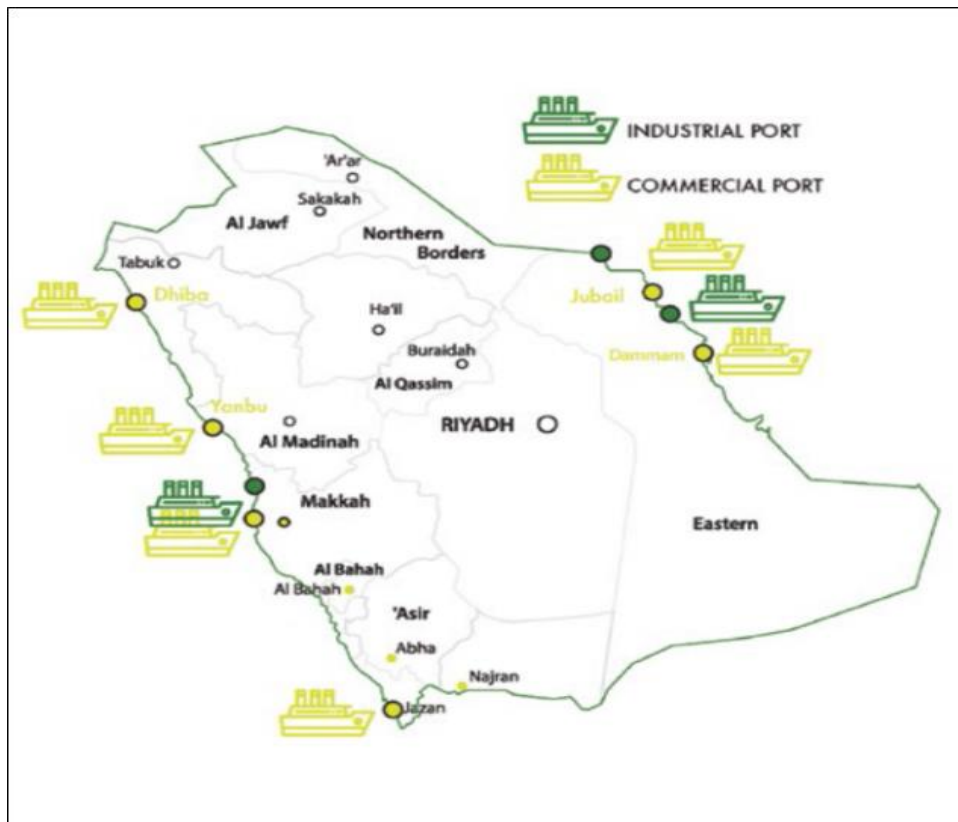 INDUSTRIAL PORT
COMMERCIAL PORT
'Ar'ar
Sakakah
Al Jawf
Northern
Borders
Tabuk
Dhiba
Jubail
Ha'il
Buraidah
Dammam
Al Qassim
Yanbu
RIYADH
Al Madīnah
Makkah
Eastern
Al Bahah
Al Bahah
'Asir
Abha
Najran
Jazan